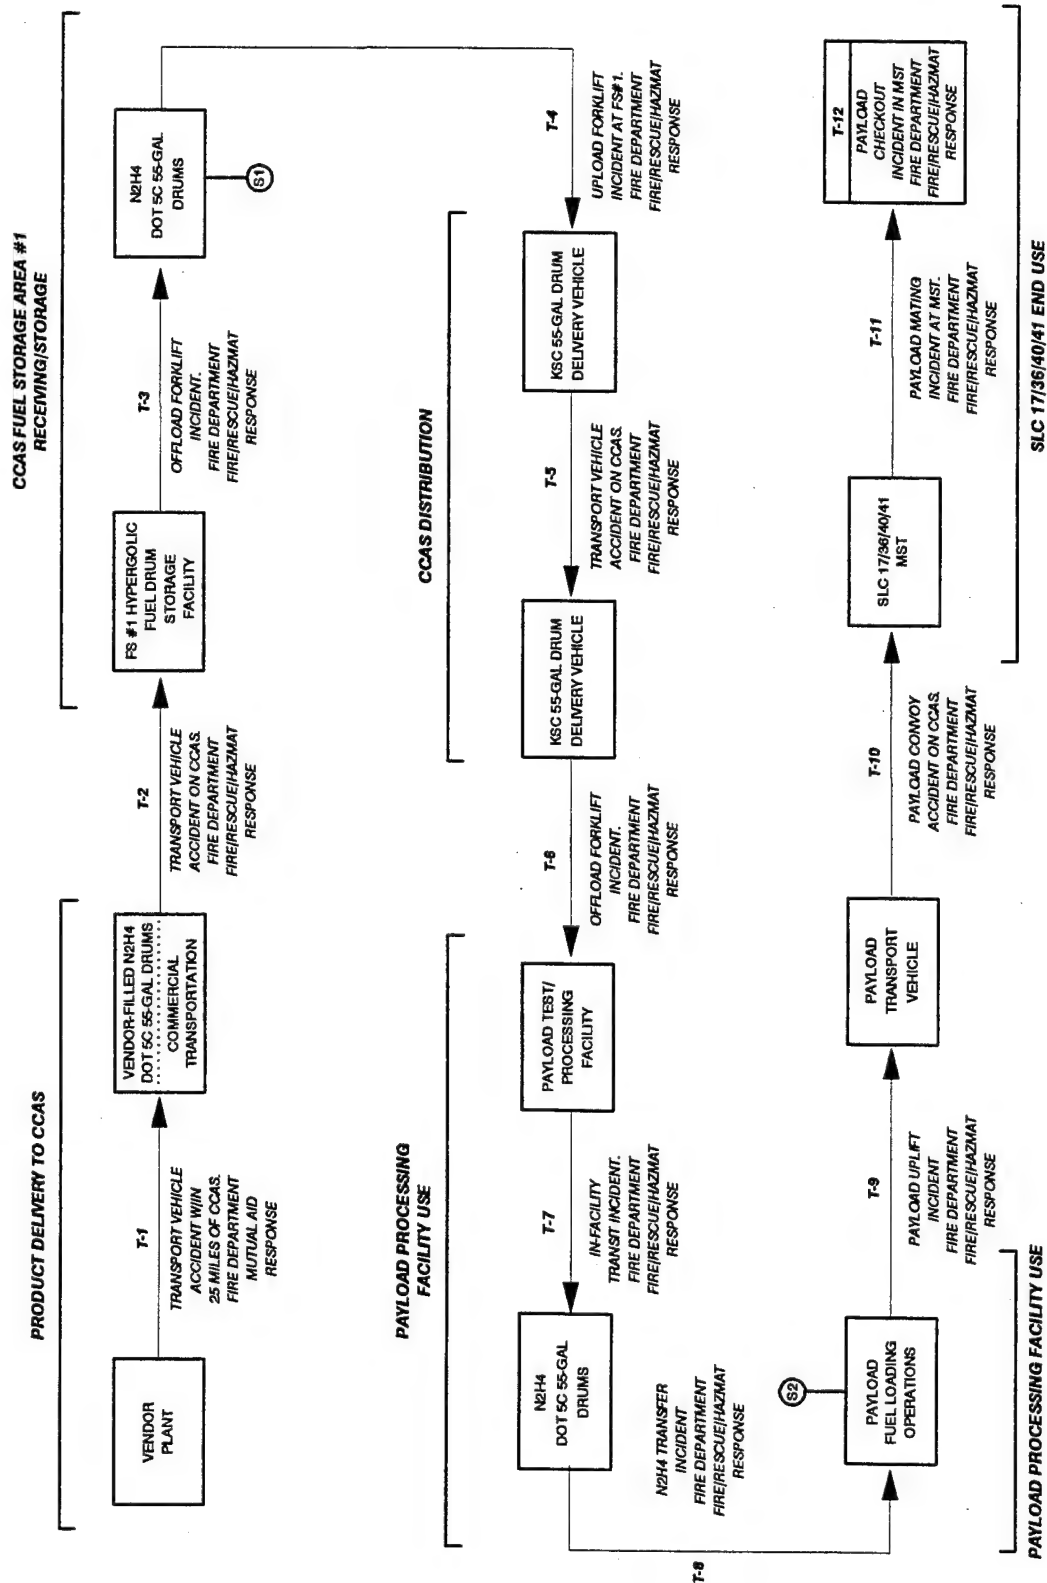 PRODUCT DELIVERY TO CCAS
VENDOR
PLANT
T-1
TRANSPORT VEHICLE
ACCIDENT W/IN
25 MILES OF CCAS.
FIRE DEPARTMENT
MUTUAL AID
RESPONSE
VENDOR-FILLED N2H4
DOT 5C 55-GAL DRUMS
COMMERCIAL
TRANSPORTATION
T-2
TRANSPORT VEHICLE
ACCIDENT ON CCAS.
FIRE DEPARTMENT
FIRE/RESCUE/HAZMAT
RESPONSE
CCAS FUEL STORAGE AREA #1
RECEIVING/STORAGE
FS #1 HYPERGOLIC
FUEL DRUM
STORAGE
FACILITY
T-3
OFFLOAD FORKLIFT
INCIDENT.
FIRE DEPARTMENT
FIRE/RESCUE/HAZMAT
RESPONSE
N2H4
DOT 5C 55-GAL
DRUMS
S1
T-4
UPLOAD FORKLIFT
INCIDENT AT FS#1.
FIRE DEPARTMENT
FIRE/RESCUE/HAZMAT
RESPONSE
CCAS DISTRIBUTION
KSC 55-GAL DRUM
DELIVERY VEHICLE
T-5
TRANSPORT VEHICLE
ACCIDENT ON CCAS.
FIRE DEPARTMENT
FIRE/RESCUE/HAZMAT
RESPONSE
KSC 55-GAL DRUM
DELIVERY VEHICLE
T-6
OFFLOAD FORKLIFT
INCIDENT.
FIRE DEPARTMENT
FIRE/RESCUE/HAZMAT
RESPONSE
PAYLOAD PROCESSING
FACILITY USE
PAYLOAD TEST/
PROCESSING
FACILITY
T-7
IN-FACILITY
TRANSIT INCIDENT.
FIRE DEPARTMENT
FIRE/RESCUE/HAZMAT
RESPONSE
N2H4
DOT 5C 55-GAL
DRUMS
T-8
N2H4 TRANSFER
INCIDENT
FIRE DEPARTMENT
FIRE/RESCUE/HAZMAT
RESPONSE
S2
PAYLOAD
FUEL LOADING
OPERATIONS
PAYLOAD PROCESSING FACILITY USE
T-9
PAYLOAD UPLIFT
INCIDENT
FIRE DEPARTMENT
FIRE/RESCUE/HAZMAT
RESPONSE
PAYLOAD
TRANSPORT
VEHICLE
T-10
PAYLOAD CONVOY
ACCIDENT ON CCAS.
FIRE DEPARTMENT
FIRE/RESCUE/HAZMAT
RESPONSE
SLC 17/36/40/41
MST
T-11
PAYLOAD MATING
INCIDENT AT MST.
FIRE DEPARTMENT
FIRE/RESCUE/HAZMAT
RESPONSE
T-12
PAYLOAD
CHECKOUT
INCIDENT IN MST
FIRE DEPARTMENT
FIRE/RESCUE/HAZMAT
RESPONSE
SLC 17/36/40/41 END USE